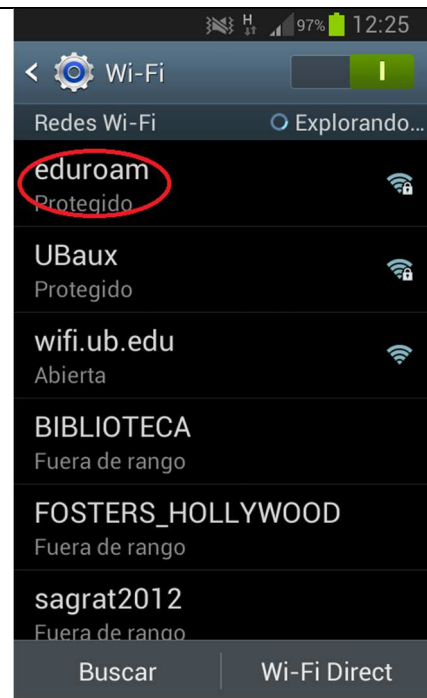 H 97% 12:25
< Wi-Fi
Redes Wi-Fi Explorando...
eduroam
Protegido
UBaux
Protegido
wifi.ub.edu
Abierta
BIBLIOTECA
Fuera de rango
FOSTERS_HOLLYWOOD
Fuera de rango
sagrat2012
Fuera de rango
Buscar Wi-Fi Direct